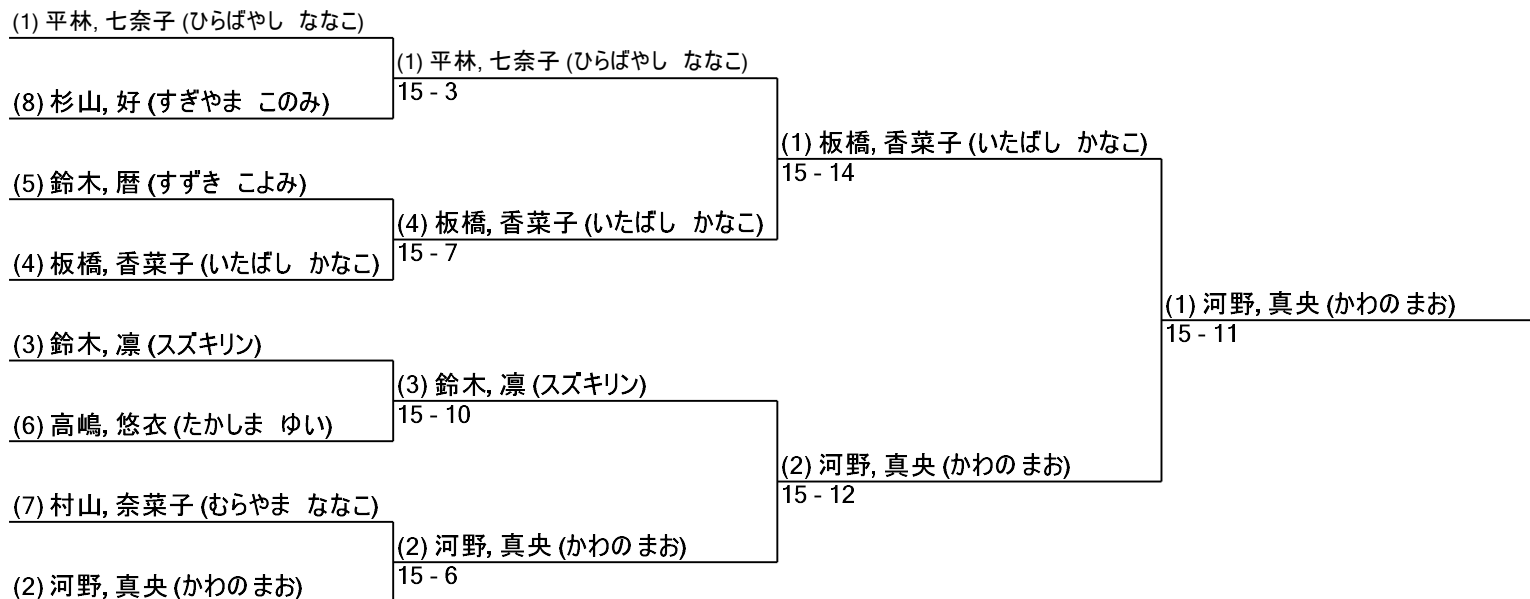 (1) 平林, 七奈子 (ひらばやし　ななこ)
(8) 杉山, 好 (すぎやま　このみ)
(5) 鈴木, 暦 (すずき　こよみ)
(4) 板橋, 香菜子 (いたばし　かなこ)
(3) 鈴木, 凛 (スズキリン)
(6) 高嶋, 悠衣 (たかしま　ゆい)
(7) 村山, 奈菜子 (むらやま　ななこ)
(2) 河野, 真央 (かわの まお)
(1) 平林, 七奈子 (ひらばやし　ななこ)
15 - 3
(4) 板橋, 香菜子 (いたばし　かなこ)
15 - 7
(3) 鈴木, 凛 (スズキリン)
15 - 10
(2) 河野, 真央 (かわの まお)
15 - 6
(1) 板橋, 香菜子 (いたばし　かなこ)
15 - 14
(2) 河野, 真央 (かわの まお)
15 - 12
(1) 河野, 真央 (かわの まお)
15 - 11